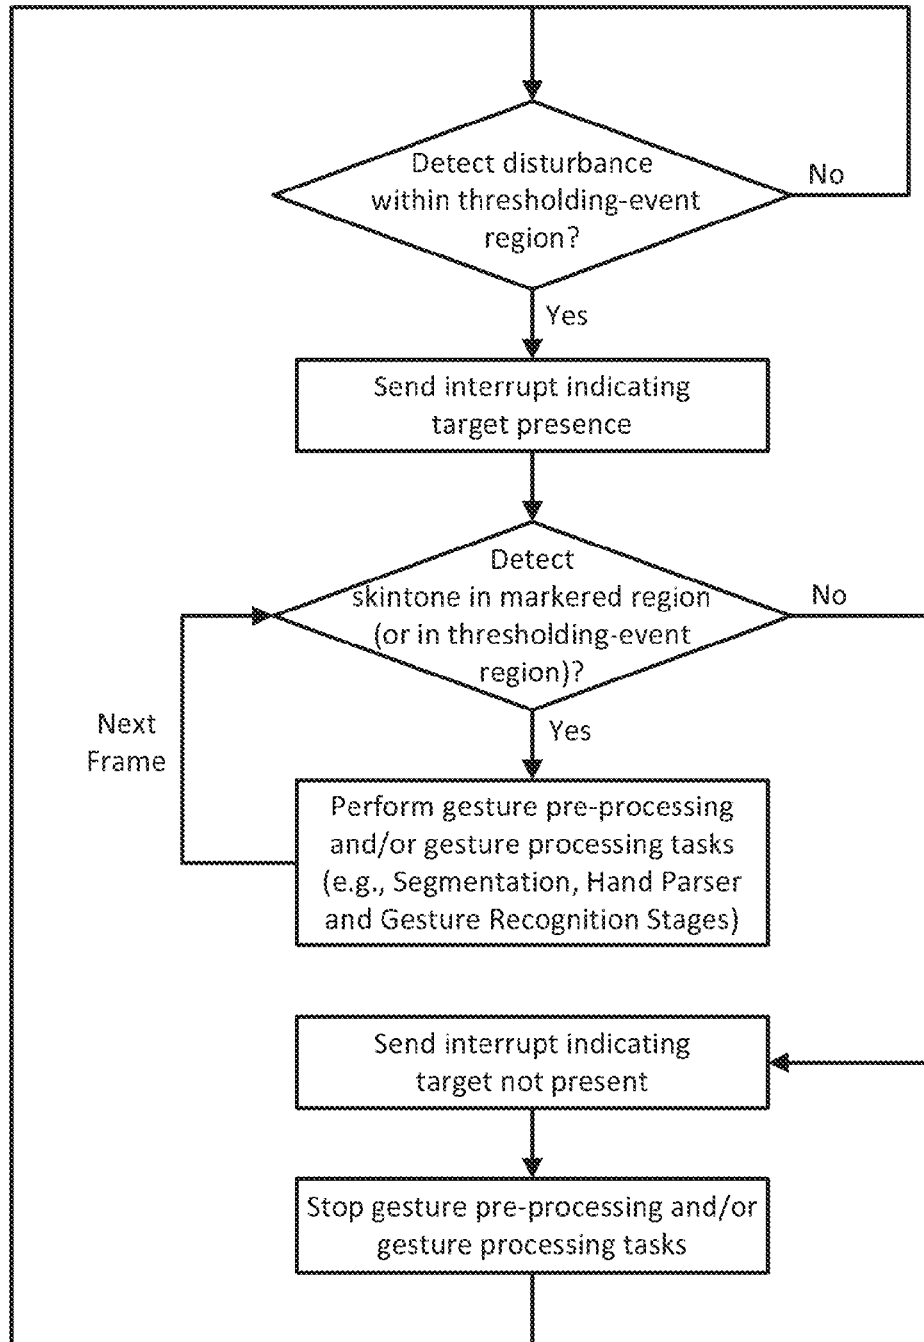 Detect disturbance
within thresholding-event
region?
No
Yes
Send interrupt indicating
target presence
Detect
skintone in markered region
(or in thresholding-event
region)?
No
Yes
Next
Frame
Perform gesture pre-processing
and/or gesture processing tasks
(e.g., Segmentation, Hand Parser
and Gesture Recognition Stages)
Send interrupt indicating
target not present
Stop gesture pre-processing and/or
gesture processing tasks